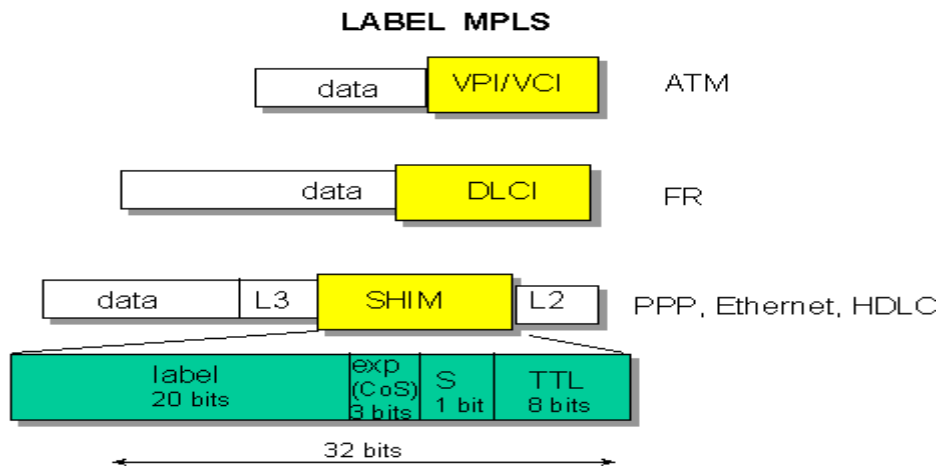 LABEL MPLS
data VPI/VCI ATM
data DLCI FR
data L3 SHIM L2 PPP, Ethernet, HDLC
label exp S TTL
20 bits (CoS) 1 bit 8 bits
3 bits
32 bits